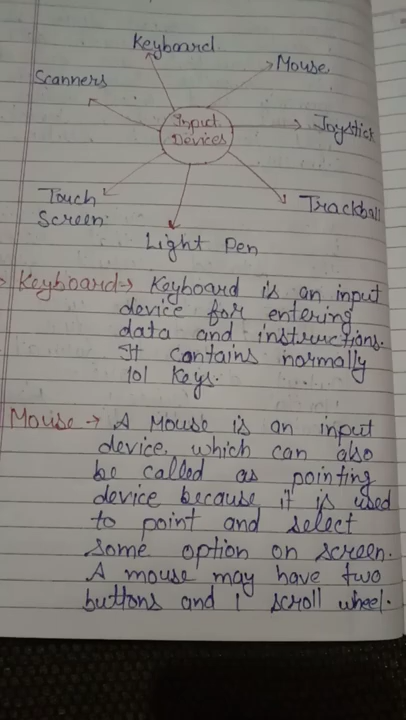 Keyboard
Mouse
Scanners
Input
Devices
Joystick
Touch
Screen
Trackball
Light Pen
Keyboard → Keyboard is an input
device for entering
data and instructions.
It contains normally
101 Keys.
Mouse → A Mouse is an input
device, which can also
be called as pointing
device because it is used
to point and select
some option on screen.
A mouse may have two
buttons and 1 scroll wheel.